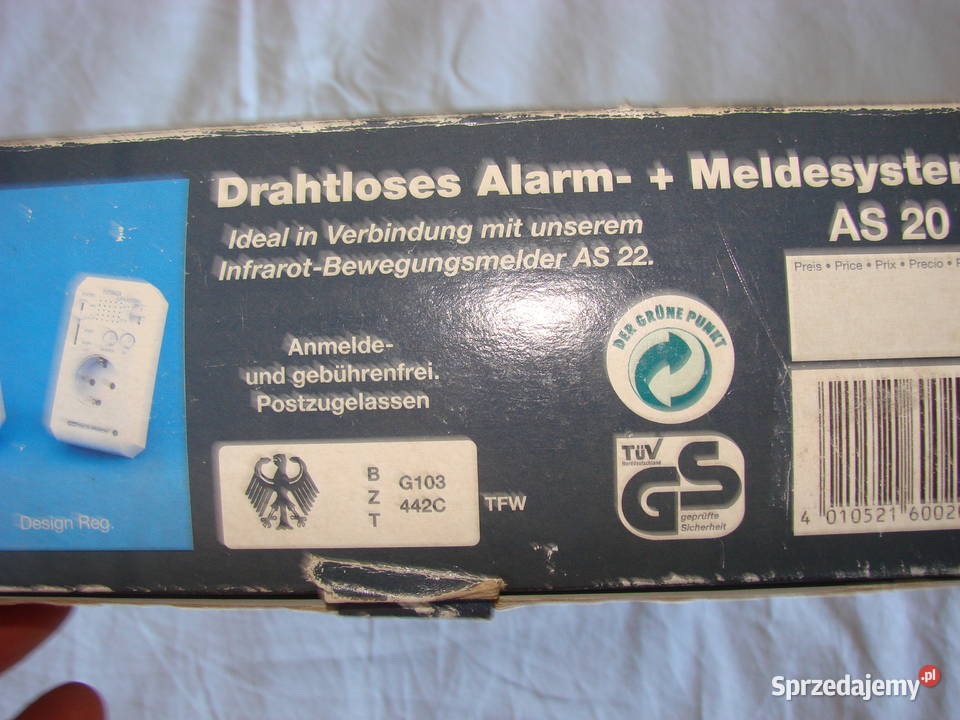 Drahtloses Alarm- + Meldesystem
AS 20
Ideal in Verbindung mit unserem
Infrarot-Bewegungsmelder AS 22.
Preis • Price • Prix • Precio •
Anmelde-
und gebührenfrei.
Postzugelassen
DER GRÜNE PUNKT
B
Z
T
G103
442C
TFW
TÜV
Norddeutschland
GS
geprüfte
Sicherheit
4 010521 6002
Design Reg.
Sprzedajemy.pl